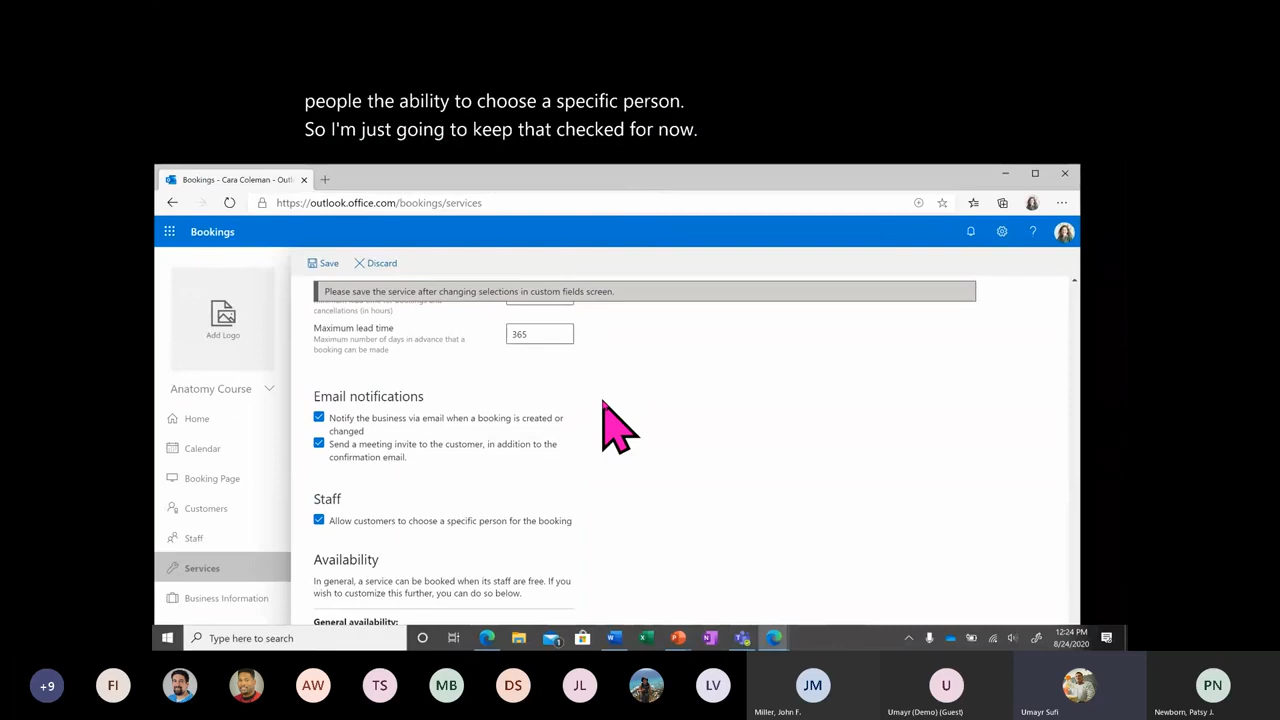 people the ability to choose a specific person.
So I'm just going to keep that checked for now.
Bookings - Cara Coleman - Outl
https://outlook.office.com/bookings/services
Bookings
Save
Discard
Add Logo
Please save the service after changing selections in custom fields screen.
cancellations (in hours)
Maximum lead time
Maximum number of days in advance that a
booking can be made
365
Anatomy Course
Home
Calendar
Booking Page
Customers
Staff
Services
Business Information
Email notifications
Notify the business via email when a booking is created or
changed
Send a meeting invite to the customer, in addition to the
confirmation email.
Staff
Allow customers to choose a specific person for the booking
Availability
In general, a service can be booked when its staff are free. If you
wish to customize this further, you can do so below.
General availability:
Type here to search
12:24 PM
8/24/2020
+9
FI
AW
TS
MB
DS
JL
LV
JM
Miller, John F.
U
Umayr (Demo) (Guest)
Umayr Sufi
PN
Newborn, Patsy J.